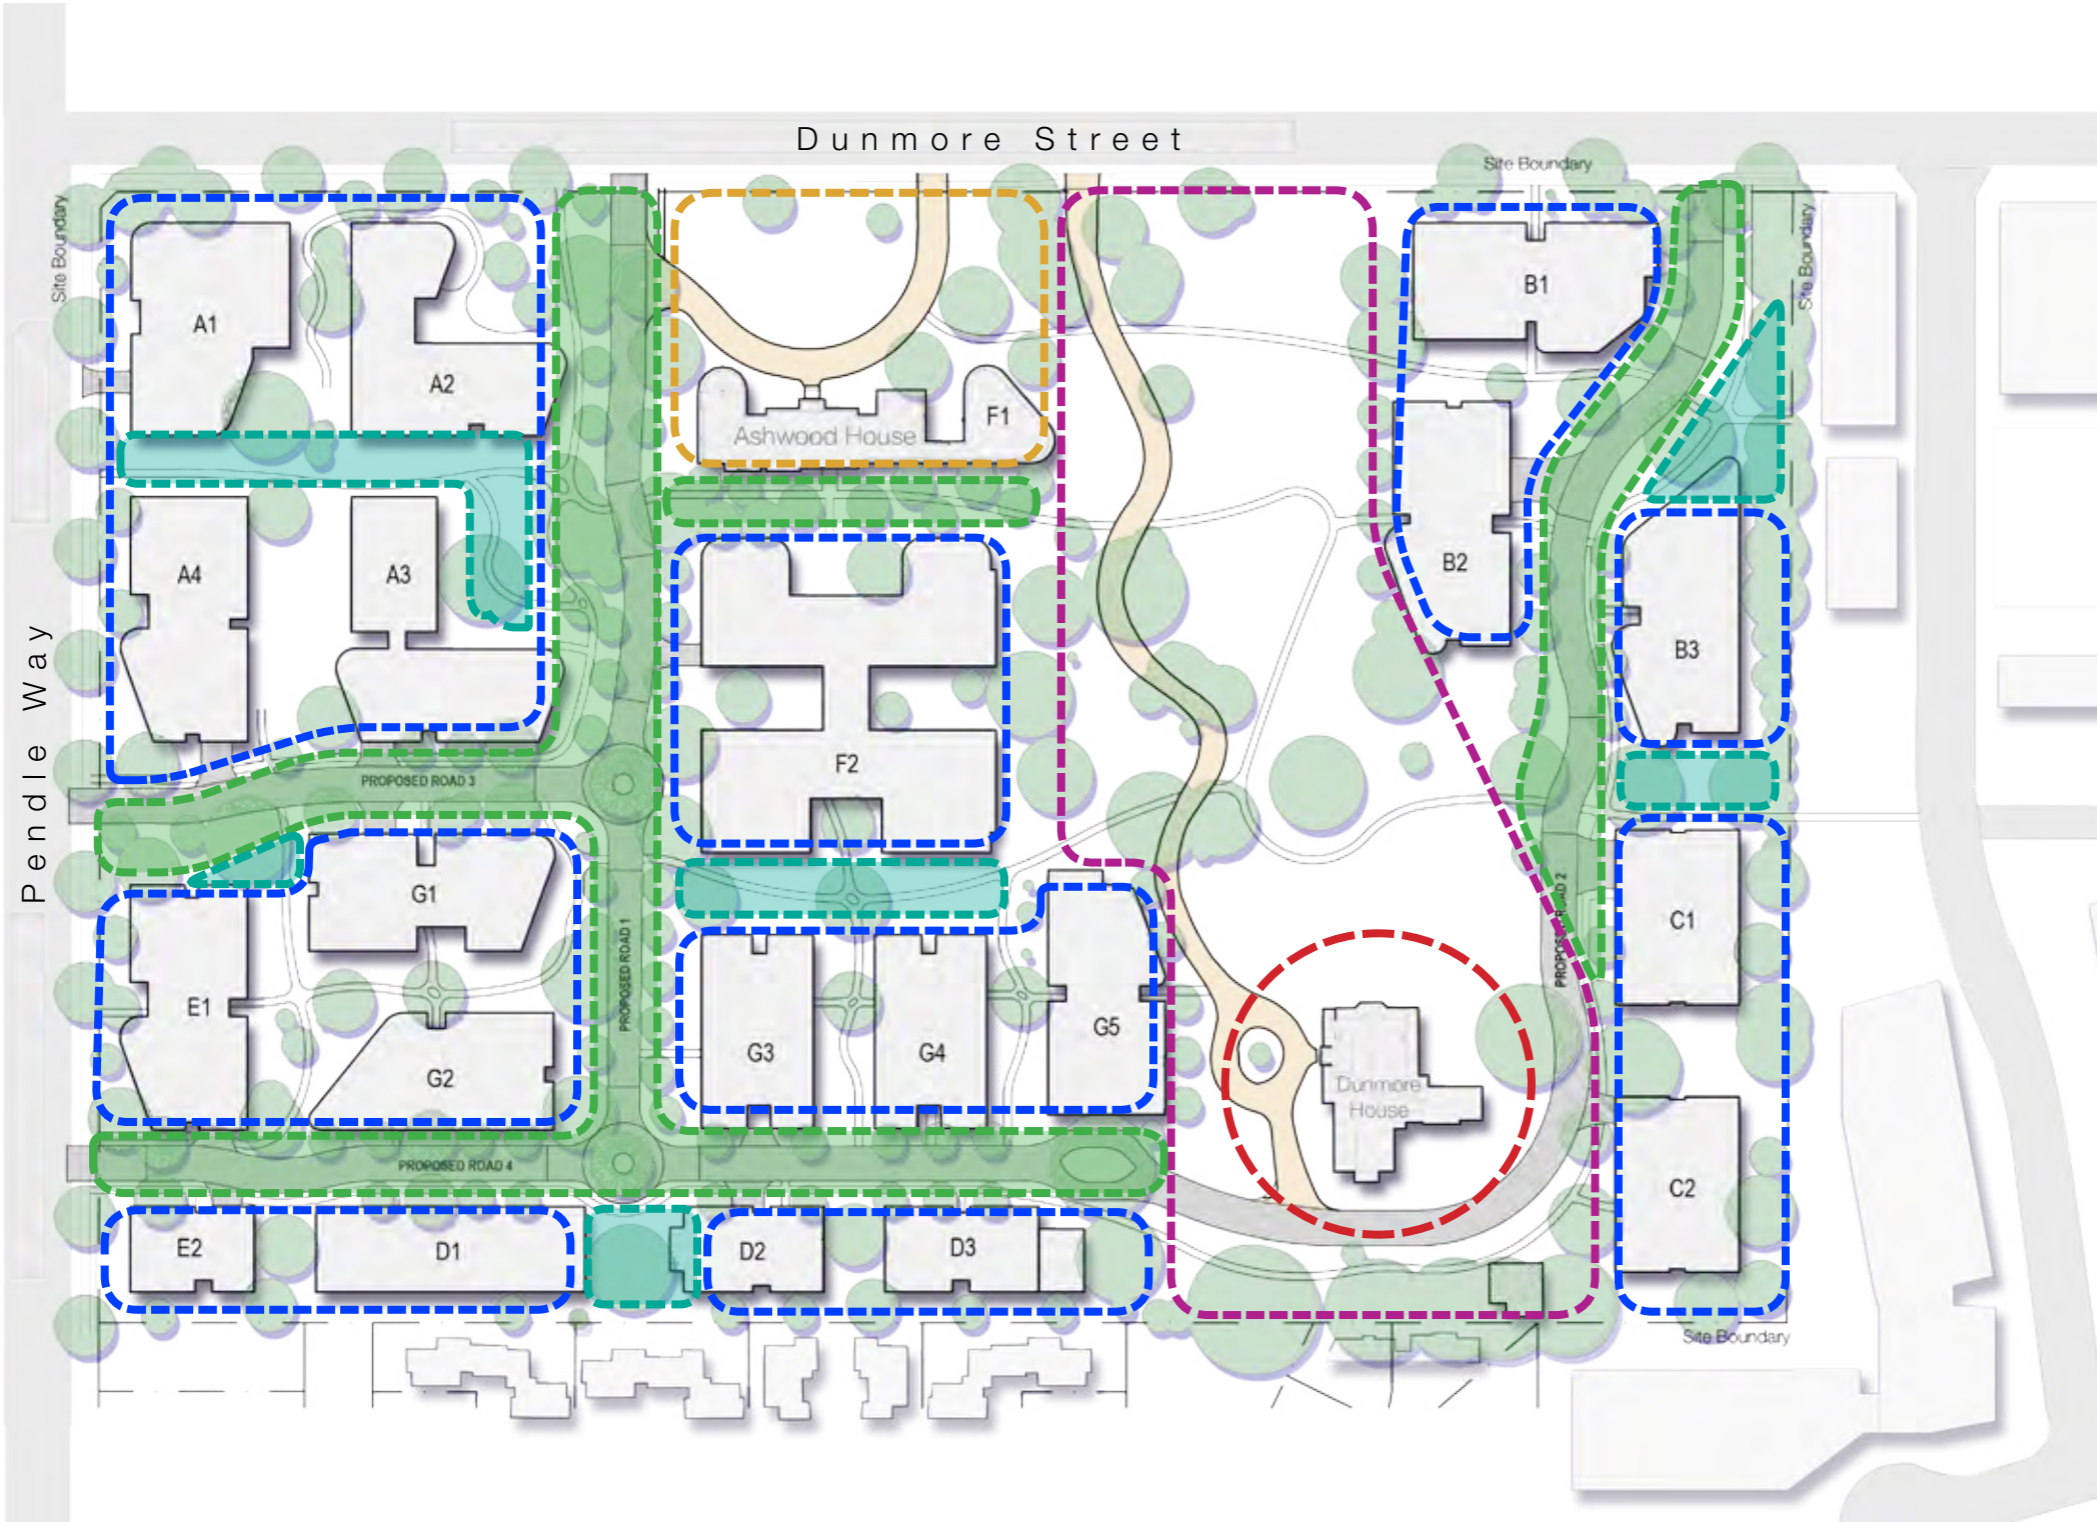 Dunmore Street
Site Boundary
Site Boundary
Site Boundary
A1
A2
B1
Ashwood House
F1
A4
A3
B2
B3
Pendle Way
F2
PROPOSED ROAD 3
G1
PROPOSED ROAD 1
PROPOSED ROAD 2
C1
E1
G2
G3
G4
G5
Dunmore
House
PROPOSED ROAD 4
C2
E2
D1
D2
D3
Site Boundary